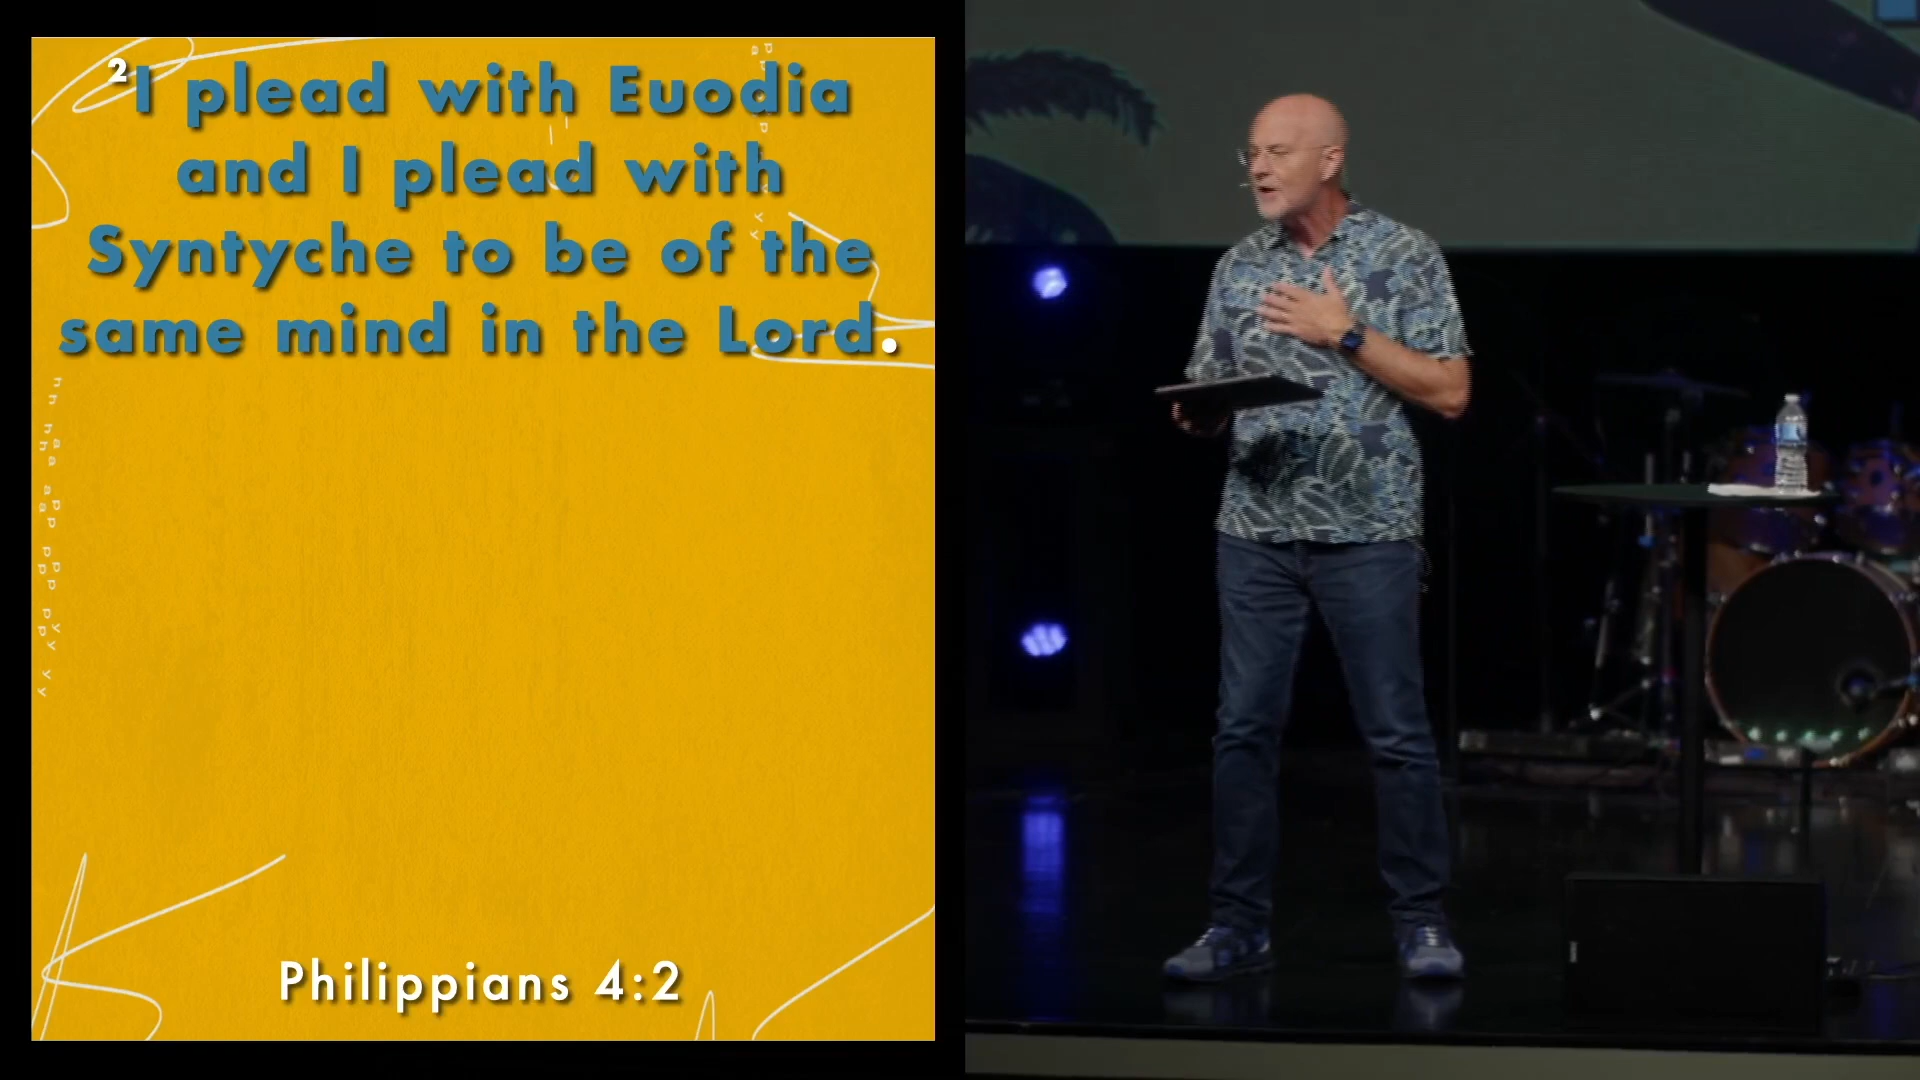 ²I plead with Euodia
and I plead with
Syntyche to be of the
same mind in the Lord.
Philippians 4:2